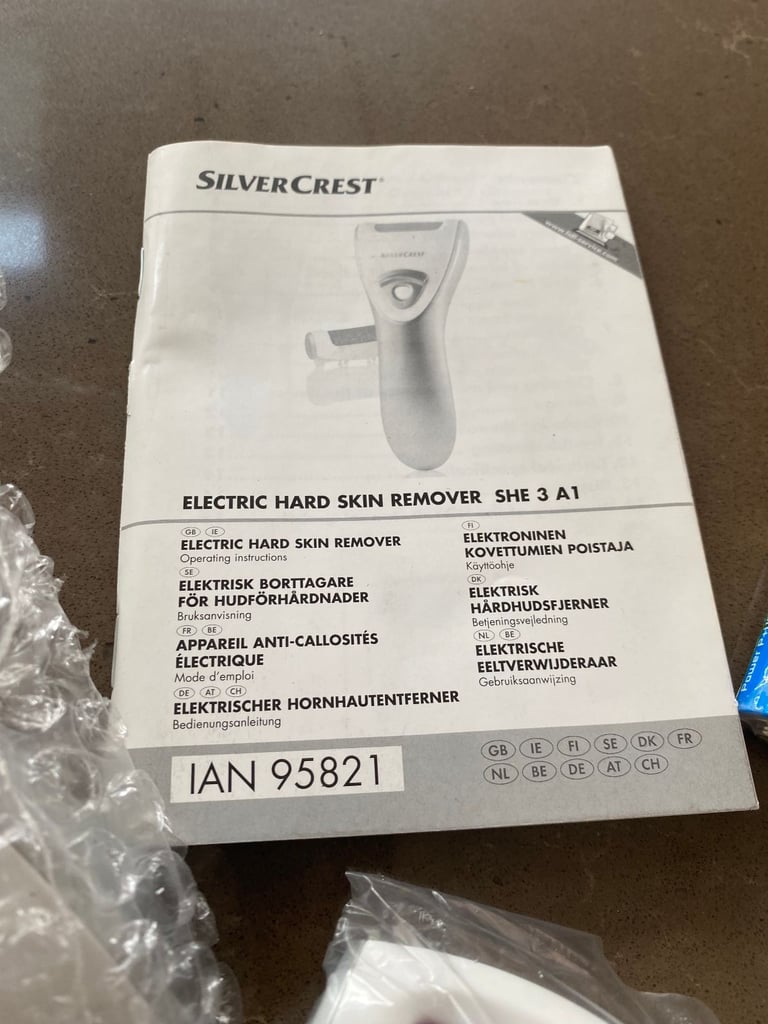 SILVERCREST®
www.lidl-service.com
SILVERCREST
ELECTRIC HARD SKIN REMOVER SHE 3 A1
GB IE
ELECTRIC HARD SKIN REMOVER
Operating instructions
SE
ELEKTRISK BORTTAGARE
FÖR HUDFÖRHÅRDNADER
Bruksanvisning
FR BE
APPAREIL ANTI-CALLOSITÉS
ÉLECTRIQUE
Mode d'emploi
DE AT CH
ELEKTRISCHER HORNHAUTENTFERNER
Bedienungsanleitung
FI
ELEKTRONINEN
KOVETTUMIEN POISTAJA
Käyttöohje
DK
ELEKTRISK
HÅRDHUDSFJERNER
Betjeningsvejledning
NL BE
ELEKTRISCHE
EELTVERWIJDERAAR
Gebruiksaanwijzing
IAN 95821
GB IE FI SE DK FR
NL BE DE AT CH
Power